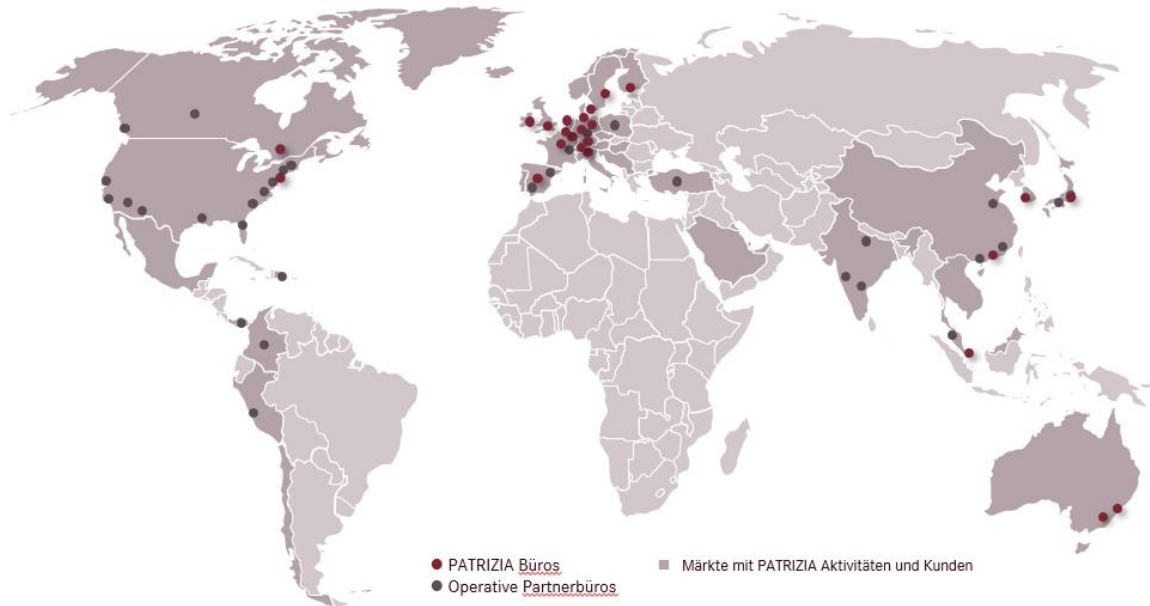 PATRIZIA Büros
Operative Partnerbüros
Märkte mit PATRIZIA Aktivitäten und Kunden